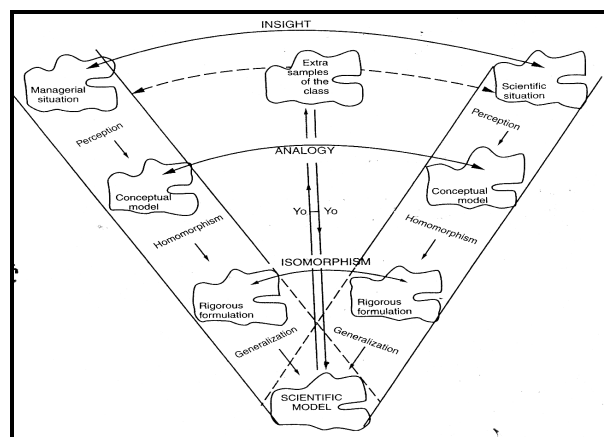 INSIGHT
Managerial
situation
Extra
samples
of the
class
Scientific
situation
Perception
Perception
ANALOGY
Conceptual
model
Conceptual
model
Yo
Yo
Homomorphism
Homomorphism
ISOMORPHISM
Rigorous
formulation
Rigorous
formulation
Generalization
Generalization
SCIENTIFIC
MODEL